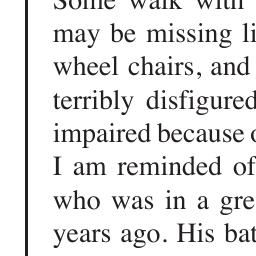 Some walk with
may be missing li
wheel chairs, and
terribly disfigured
impaired because o
I am reminded of
who was in a gre
years ago. His bat